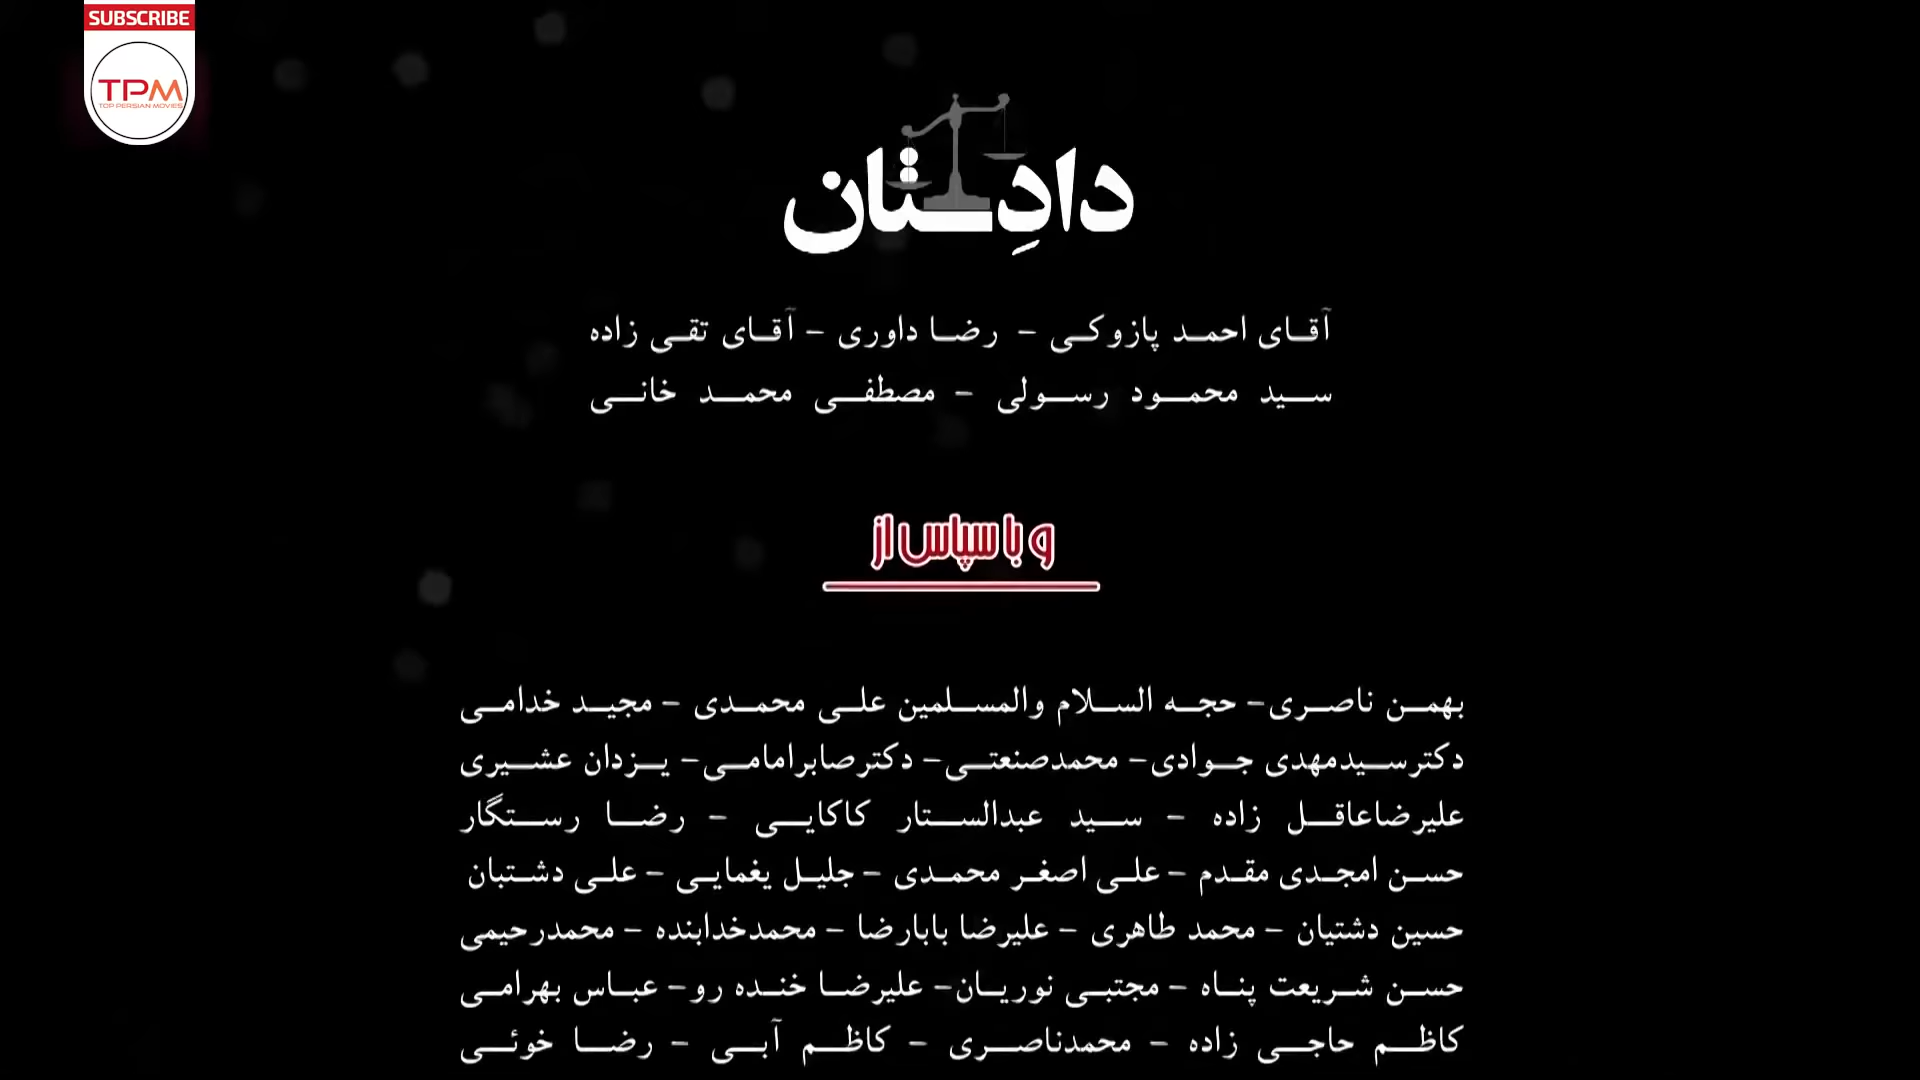 SUBSCRIBE
TPM
TOP PERSIAN MOVIES
دادِستان
آقای احمد پازوکی – رضا داوری – آقای تقی زاده
سید محمود رسولی – مصطفی محمد خانی
و با سپاس از
بهمن ناصری – حجه السلام والمسلمین علی محمدی – مجید خدامی
دکترسیدمهدی جوادی – محمدصنعتی – دکترصابرامامی – یزدان عشیری
علیرضاعاقل زاده – سید عبدالستار کاکایی – رضا رستگار
حسن امجدی مقدم – علی اصغر محمدی – جلیل یغمایی – علی دشتبان
حسین دشتیان – محمد طاهری – علیرضا بابارضا – محمدخدابنده – محمدرحیمی
حسن شریعت پناه – مجتبی نوریان – علیرضا خنده رو – عباس بهرامی
کاظم حاجی زاده – محمدناصری – کاظم آبی – رضا خوئی